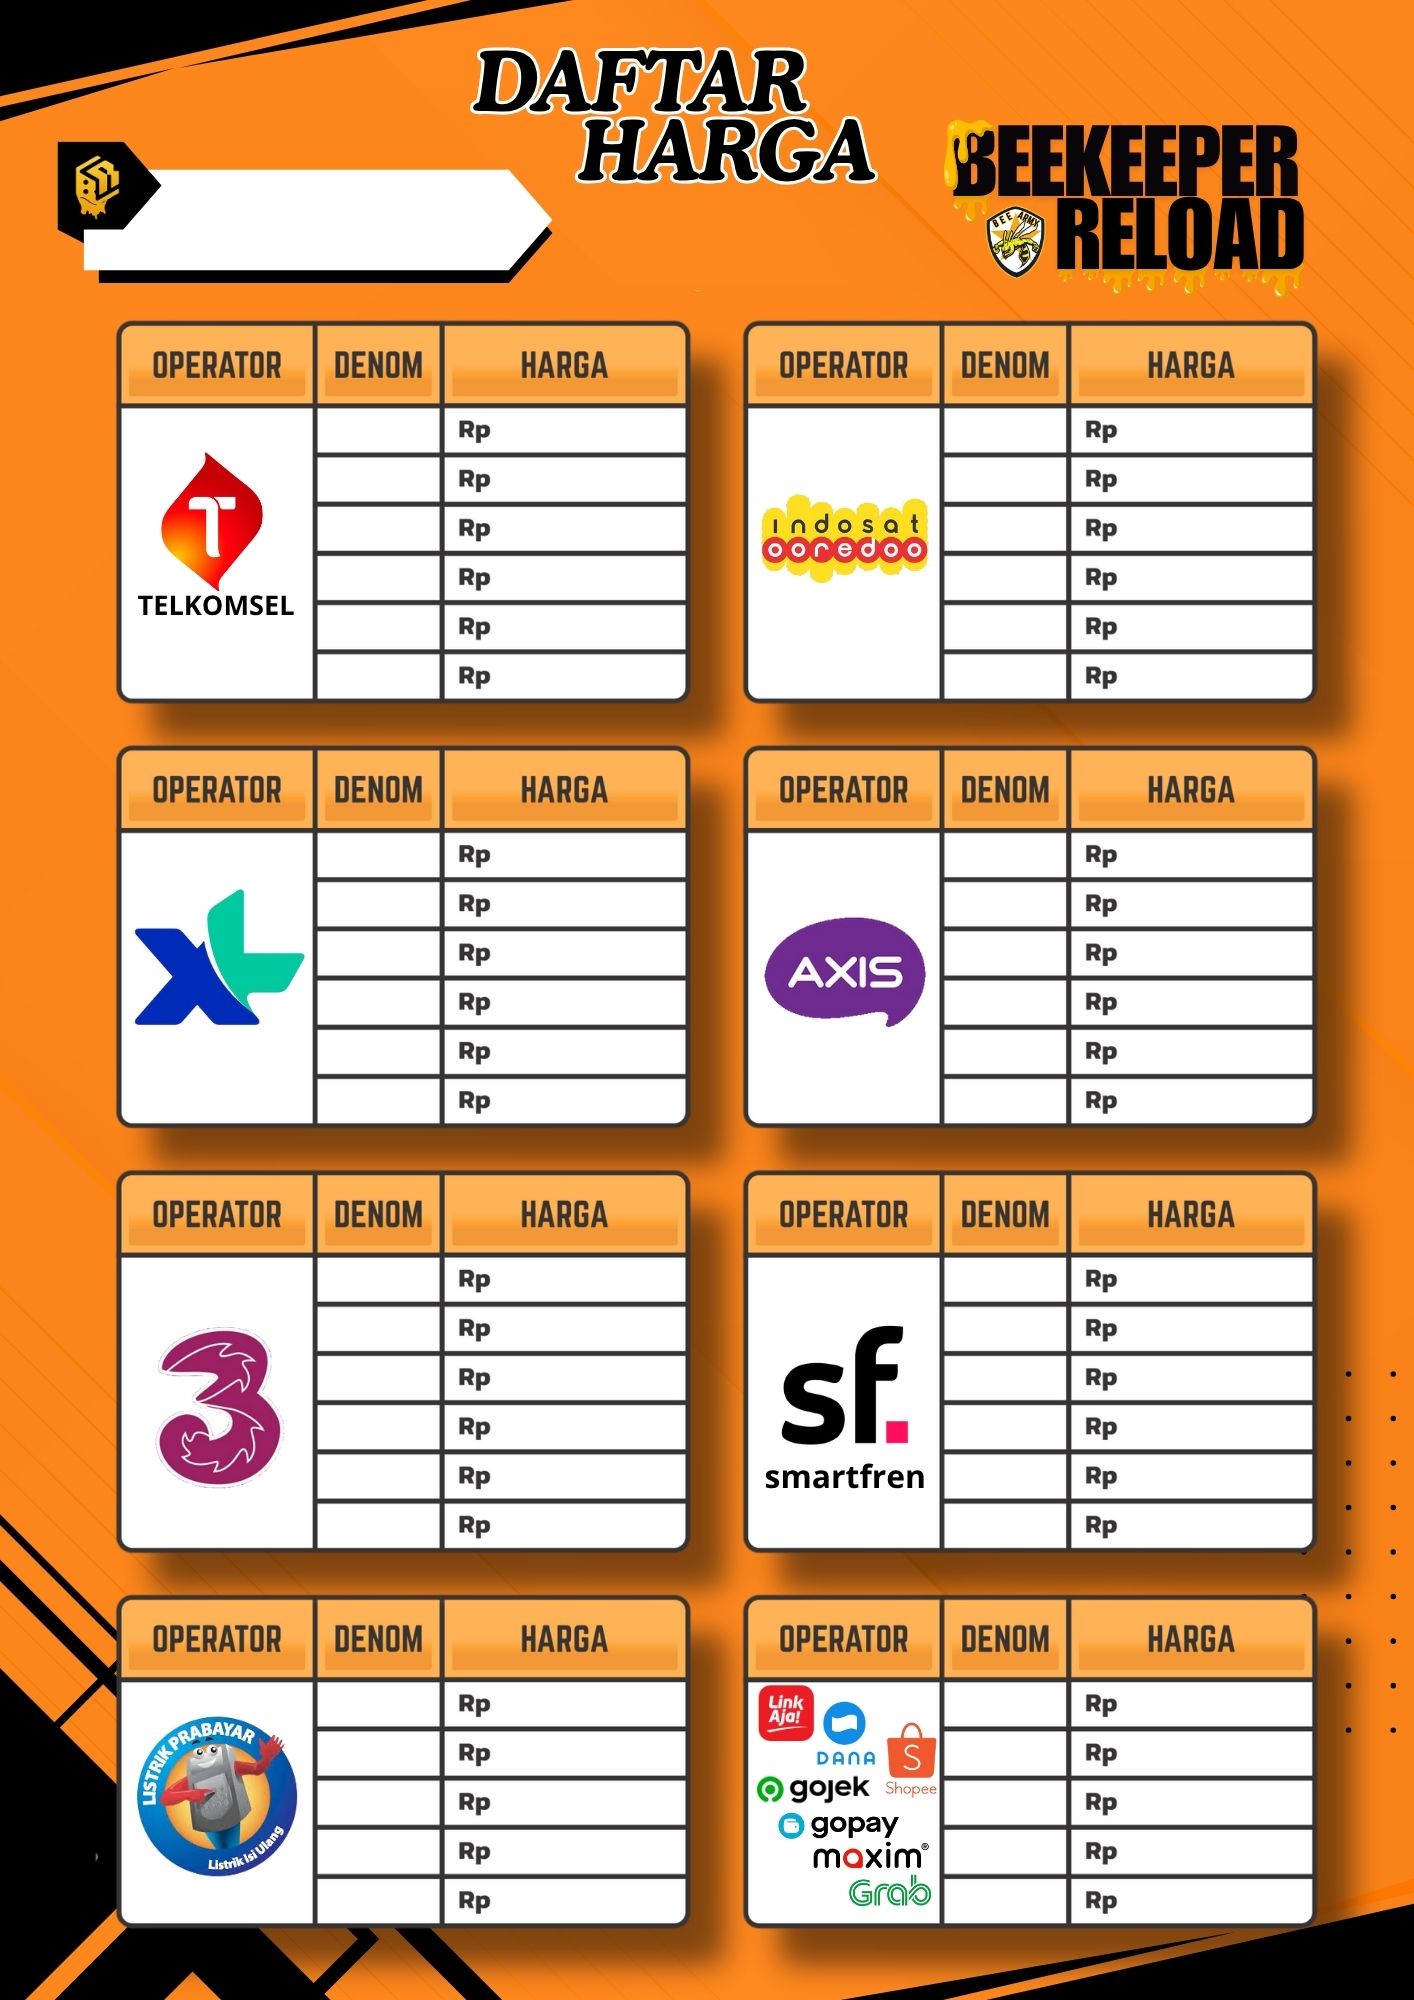 DAFTAR
HARGA
BEEKEEPER
RELOAD
BEE ARMY
OPERATOR DENOM HARGA
TELKOMSEL
Rp
Rp
Rp
Rp
Rp
Rp
OPERATOR DENOM HARGA
indosat
ooredoo
Rp
Rp
Rp
Rp
Rp
Rp
OPERATOR DENOM HARGA
XL
Rp
Rp
Rp
Rp
Rp
Rp
OPERATOR DENOM HARGA
AXIS
Rp
Rp
Rp
Rp
Rp
Rp
OPERATOR DENOM HARGA
3
Rp
Rp
Rp
Rp
Rp
Rp
OPERATOR DENOM HARGA
sf.
smartfren
Rp
Rp
Rp
Rp
Rp
Rp
OPERATOR DENOM HARGA
LISTRIK PRABAYAR
Listrik Isi Ulang
Rp
Rp
Rp
Rp
Rp
OPERATOR DENOM HARGA
Link
Aja!
DANA
S
Shopee
gojek
gopay
maxim®
Grab
Rp
Rp
Rp
Rp
Rp